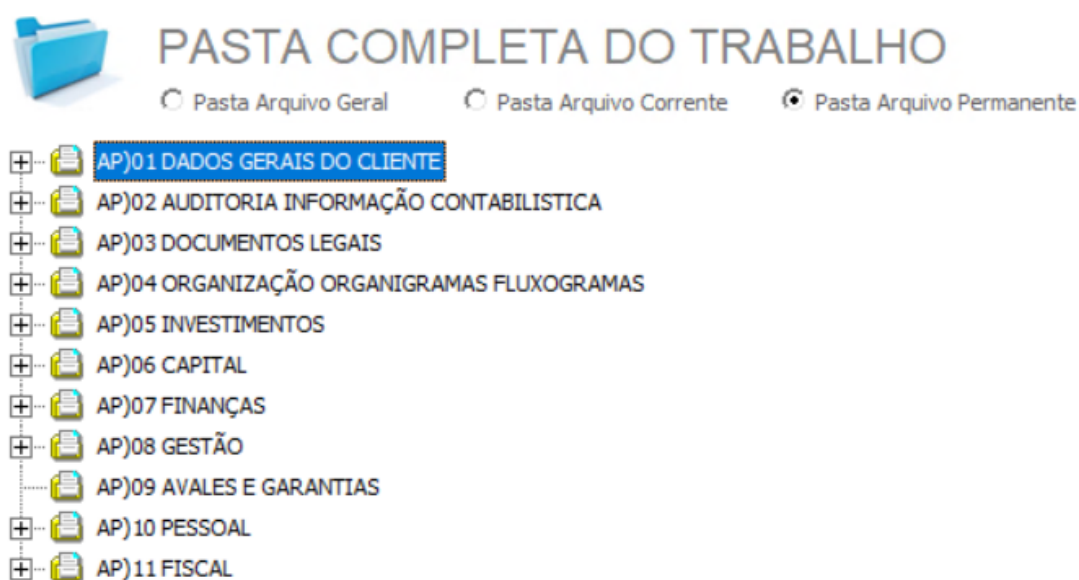 PASTA COMPLETA DO TRABALHO
Pasta Arquivo Geral Pasta Arquivo Corrente Pasta Arquivo Permanente
AP)01 DADOS GERAIS DO CLIENTE
AP)02 AUDITORIA INFORMAÇÃO CONTABILISTICA
AP)03 DOCUMENTOS LEGAIS
AP)04 ORGANIZAÇÃO ORGANIGRAMAS FLUXOGRAMAS
AP)05 INVESTIMENTOS
AP)06 CAPITAL
AP)07 FINANÇAS
AP)08 GESTÃO
AP)09 AVALES E GARANTIAS
AP)10 PESSOAL
AP)11 FISCAL